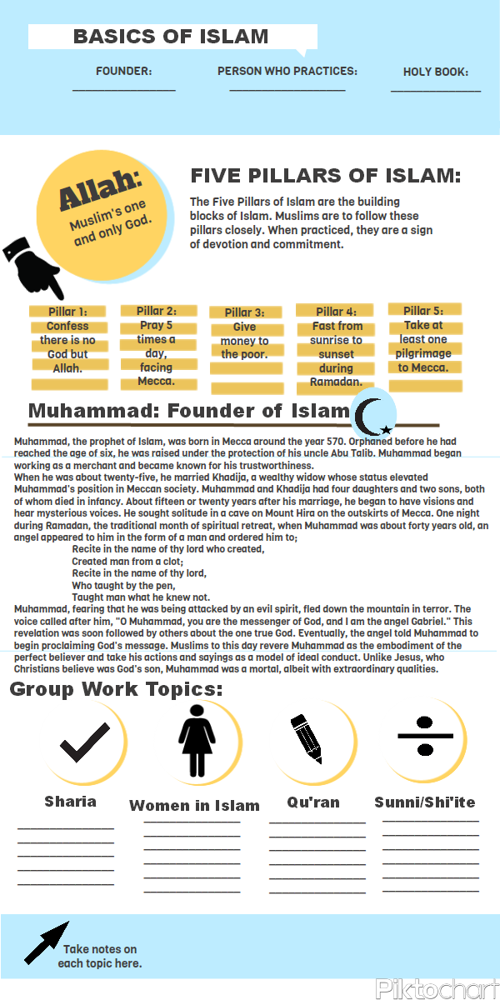 BASICS OF ISLAM
FOUNDER:
PERSON WHO PRACTICES:
HOLY BOOK:
Allah:
Muslim's one
and only God.
FIVE PILLARS OF ISLAM:
The Five Pillars of Islam are the building
blocks of Islam. Muslims are to follow these
pillars closely. When practiced, they are a sign
of devotion and commitment.
Pillar 1:
Confess
there is no
God but
Allah.
Pillar 2:
Pray 5
times a
day,
facing
Mecca.
Pillar 3:
Give
money to
the poor.
Pillar 4:
Fast from
sunrise to
sunset
during
Ramadan.
Pillar 5:
Take at
least one
pilgrimage
to Mecca.
Muhammad: Founder of Islam
Muhammad, the prophet of Islam, was born in Mecca around the year 570. Orphaned before he had
reached the age of six, he was raised under the protection of his uncle Abu Talib. Muhammad began
working as a merchant and became known for his trustworthiness.
When he was about twenty-five, he married Khadija, a wealthy widow whose status elevated
Muhammad's position in Meccan society. Muhammad and Khadija had four daughters and two sons, both
of whom died in infancy. About fifteen or twenty years after his marriage, he began to have visions and
hear mysterious voices. He sought solitude in a cave on Mount Hira on the outskirts of Mecca. One night
during Ramadan, the traditional month of spiritual retreat, when Muhammad was about forty years old, an
angel appeared to him in the form of a man and ordered him to;
Recite in the name of thy lord who created,
Created man from a clot;
Recite in the name of thy lord,
Who taught by the pen,
Taught man what he knew not.
Muhammad, fearing that he was being attacked by an evil spirit, fled down the mountain in terror. The
voice called after him, "O Muhammad, you are the messenger of God, and I am the angel Gabriel." This
revelation was soon followed by others about the one true God. Eventually, the angel told Muhammad to
begin proclaiming God's message. Muslims to this day revere Muhammad as the embodiment of the
perfect believer and take his actions and sayings as a model of ideal conduct. Unlike Jesus, who
Christians believe was God's son, Muhammad was a mortal, albeit with extraordinary qualities.
Group Work Topics:
Sharia
Women in Islam
Qu'ran
Sunni/Shi'ite
Take notes on
each topic here.
Piktochart